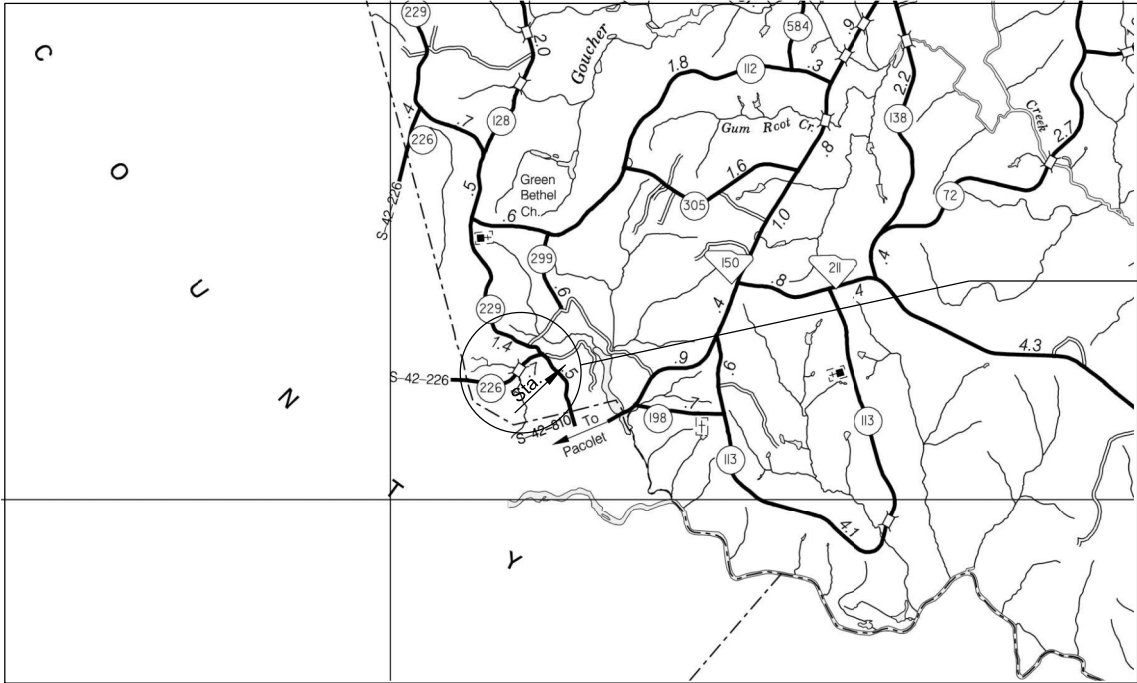 229
2.0
Goucher
584
.9
C
1.8
112
.3
2.2
.4
.7
128
Gum Root Cr.
138
Creek
2.7
226
.8
O
.5
Green
Bethel
Ch.
1.6
305
72
S-42-226
.6
1.0
299
150
211
.4
U
.6
.8
.4
229
.4
1.4
.9
.6
4.3
S-42-226
226
.7
Sta.
.5
N
.7
198
113
S-42-810
To
Pacolet
113
T
4.1
Y